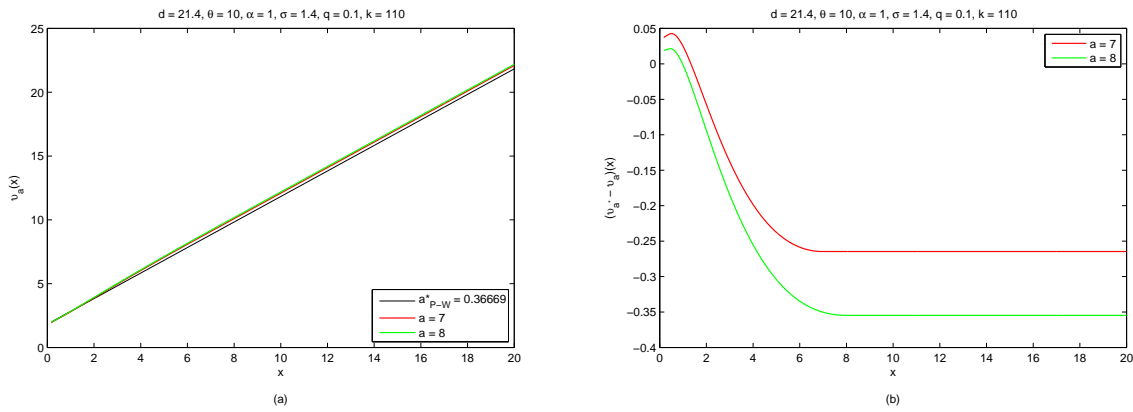 d = 21.4, θ = 10, α = 1, σ = 1.4, q = 0.1, k = 110
25
20
15
10
5
0
0 2 4 6 8 10 12 14 16 18 20
x
υ_a(x)
a*_{P−W} = 0.36669
a = 7
a = 8
(a)
d = 21.4, θ = 10, α = 1, σ = 1.4, q = 0.1, k = 110
0.05
0
−0.05
−0.1
−0.15
−0.2
−0.25
−0.3
−0.35
−0.4
0 2 4 6 8 10 12 14 16 18 20
x
(υ_{a*} − υ_a)(x)
a = 7
a = 8
(b)